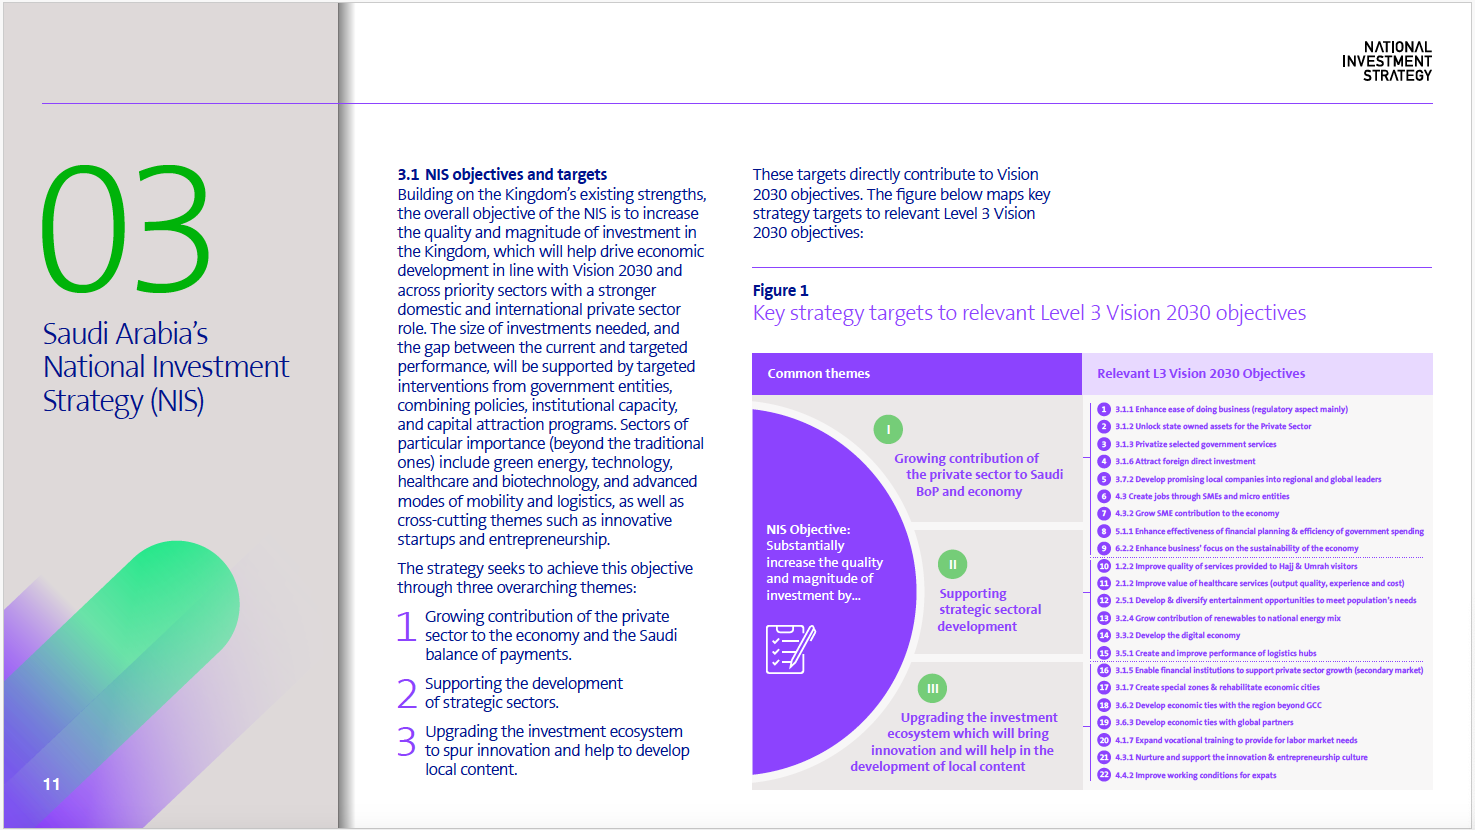 NATIONAL
INVESTMENT
STRATEGY
03
Saudi Arabia's
National Investment
Strategy (NIS)
11
3.1 NIS objectives and targets
Building on the Kingdom's existing strengths,
the overall objective of the NIS is to increase
the quality and magnitude of investment in
the Kingdom, which will help drive economic
development in line with Vision 2030 and
across priority sectors with a stronger
domestic and international private sector
role. The size of investments needed, and
the gap between the current and targeted
performance, will be supported by targeted
interventions from government entities,
combining policies, institutional capacity,
and capital attraction programs. Sectors of
particular importance (beyond the traditional
ones) include green energy, technology,
healthcare and biotechnology, and advanced
modes of mobility and logistics, as well as
cross-cutting themes such as innovative
startups and entrepreneurship.
The strategy seeks to achieve this objective
through three overarching themes:
1 Growing contribution of the private
sector to the economy and the Saudi
balance of payments.
2 Supporting the development
of strategic sectors.
3 Upgrading the investment ecosystem
to spur innovation and help to develop
local content.
These targets directly contribute to Vision
2030 objectives. The figure below maps key
strategy targets to relevant Level 3 Vision
2030 objectives:
Figure 1
Key strategy targets to relevant Level 3 Vision 2030 objectives
Common themes
NIS Objective:
Substantially
increase the quality
and magnitude of
investment by...
I
Growing contribution of
the private sector to Saudi
BoP and economy
II
Supporting
strategic sectoral
development
III
Upgrading the investment
ecosystem which will bring
innovation and will help in the
development of local content
Relevant L3 Vision 2030 Objectives
1 3.1.1 Enhance ease of doing business (regulatory aspect mainly)
2 3.1.2 Unlock state owned assets for the Private Sector
3 3.1.3 Privatize selected government services
4 3.1.6 Attract foreign direct investment
5 3.7.2 Develop promising local companies into regional and global leaders
6 4.3 Create jobs through SMEs and micro entities
7 4.3.2 Grow SME contribution to the economy
8 5.1.1 Enhance effectiveness of financial planning & efficiency of government spending
9 6.2.2 Enhance business' focus on the sustainability of the economy
10 1.2.2 Improve quality of services provided to Hajj & Umrah visitors
11 2.1.2 Improve value of healthcare services (output quality, experience and cost)
12 2.5.1 Develop & diversify entertainment opportunities to meet population's needs
13 3.2.4 Grow contribution of renewables to national energy mix
14 3.3.2 Develop the digital economy
15 3.5.1 Create and improve performance of logistics hubs
16 3.1.5 Enable financial institutions to support private sector growth (secondary market)
17 3.1.7 Create special zones & rehabilitate economic cities
18 3.6.2 Develop economic ties with the region beyond GCC
19 3.6.3 Develop economic ties with global partners
20 4.1.7 Expand vocational training to provide for labor market needs
21 4.3.1 Nurture and support the innovation & entrepreneurship culture
22 4.4.2 Improve working conditions for expats